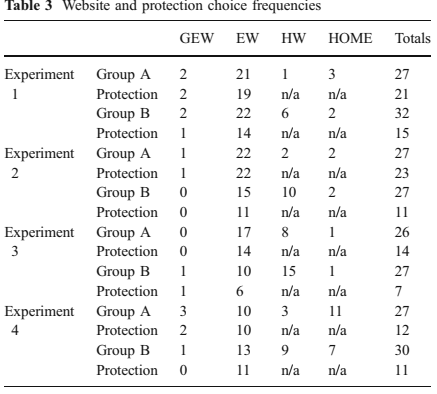 Table 3 Website and protection choice frequencies
GEW EW HW HOME Totals
Experiment Group A 2 21 1 3 27
1 Protection 2 19 n/a n/a 21
Group B 2 22 6 2 32
Protection 1 14 n/a n/a 15
Experiment Group A 1 22 2 2 27
2 Protection 1 22 n/a n/a 23
Group B 0 15 10 2 27
Protection 0 11 n/a n/a 11
Experiment Group A 0 17 8 1 26
3 Protection 0 14 n/a n/a 14
Group B 1 10 15 1 27
Protection 1 6 n/a n/a 7
Experiment Group A 3 10 3 11 27
4 Protection 2 10 n/a n/a 12
Group B 1 13 9 7 30
Protection 0 11 n/a n/a 11